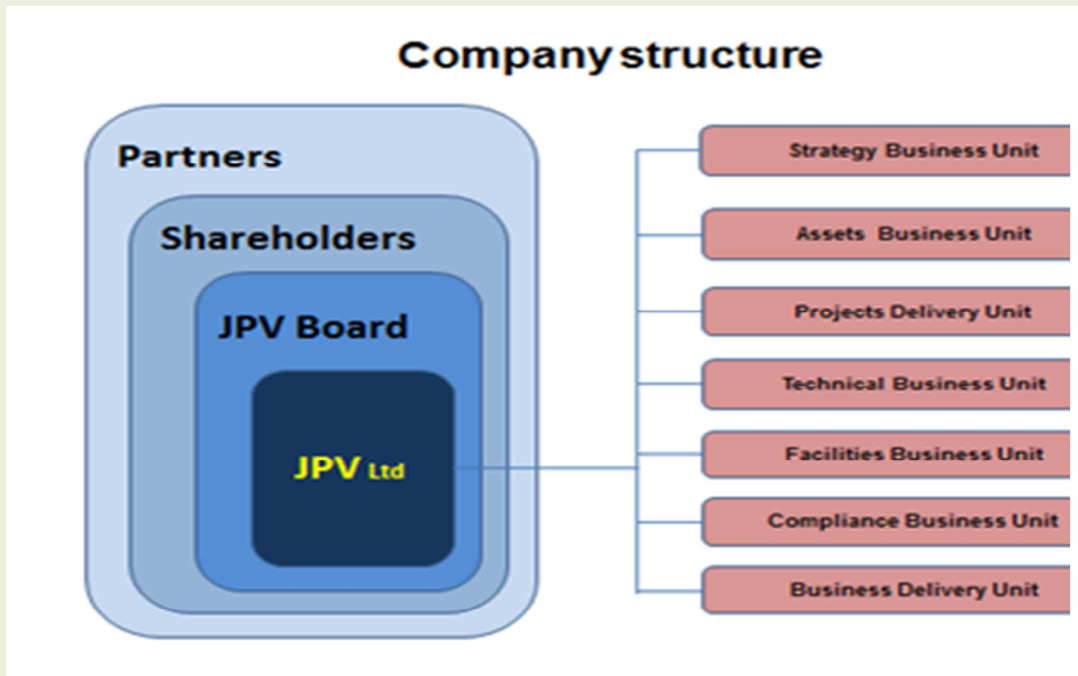 Company structure
Partners
Shareholders
JPV Board
JPV Ltd
Strategy Business Unit
Assets Business Unit
Projects Delivery Unit
Technical Business Unit
Facilities Business Unit
Compliance Business Unit
Business Delivery Unit